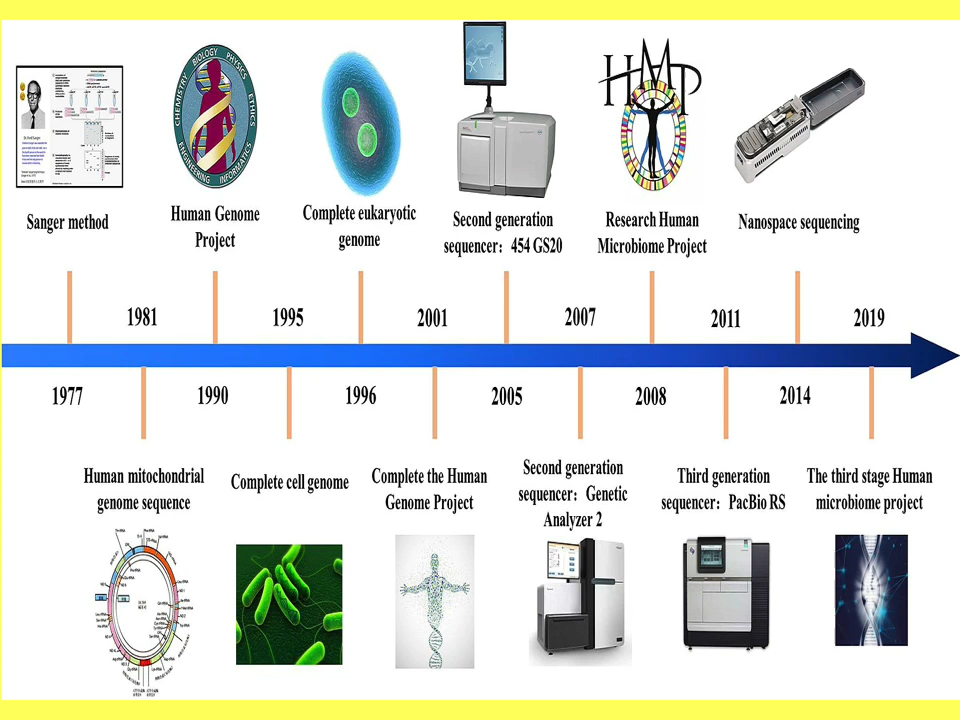 CHEMISTRY BIOLOGY PHYSICS ETHICS INFORMATICS ENGINEERING
HMP
Dr. Fred Sanger
Sanger method
Human Genome
Project
Complete eukaryotic
genome
Second generation
sequencer：454 GS20
Research Human
Microbiome Project
Nanospace sequencing
1981
1995
2001
2007
2011
2019
1977
1990
1996
2005
2008
2014
Human mitochondrial
genome sequence
Complete cell genome
Complete the Human
Genome Project
Second generation
sequencer：Genetic
Analyzer 2
Third generation
sequencer：PacBio RS
The third stage Human
microbiome project